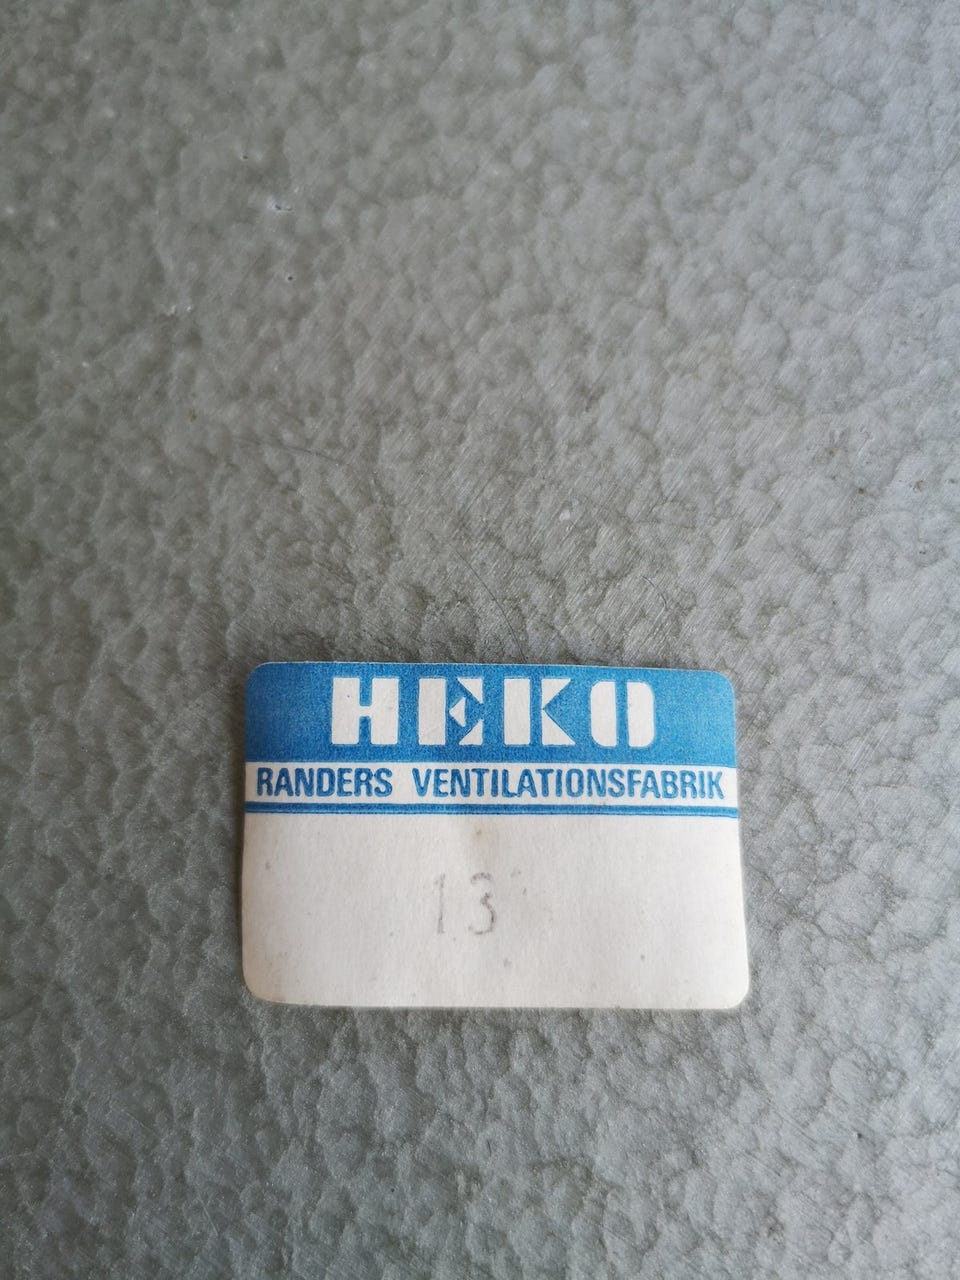 HEKO
RANDERS VENTILATIONSFABRIK
13